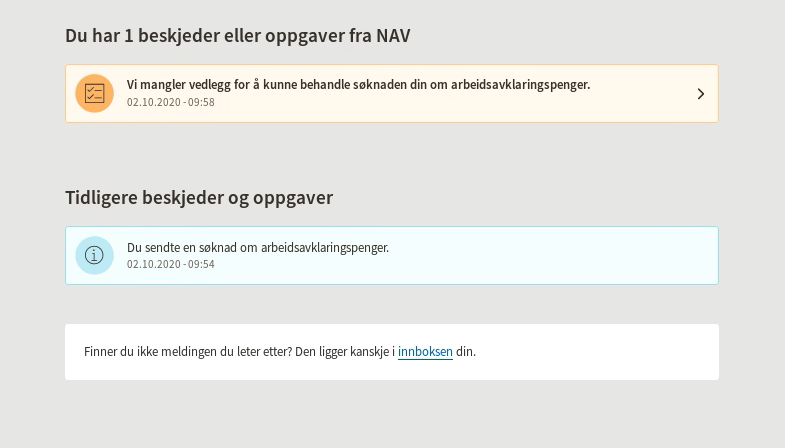 Du har 1 beskjeder eller oppgaver fra NAV
Vi mangler vedlegg for å kunne behandle søknaden din om arbeidsavklaringspenger.
02.10.2020 - 09:58
Tidligere beskjeder og oppgaver
Du sendte en søknad om arbeidsavklaringspenger.
02.10.2020 - 09:54
Finner du ikke meldingen du leter etter? Den ligger kanskje i innboksen din.